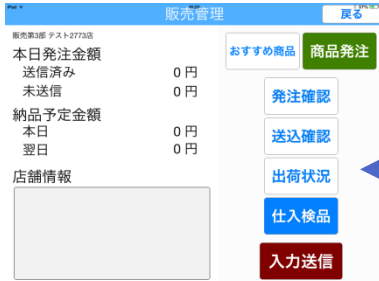 iPad
販売管理
戻る
販売第3部 テスト2773店
本日発注金額
送信済み 0 円
未送信 0 円
納品予定金額
本日 0 円
翌日 0 円
店舗情報
おすすめ商品
商品発注
発注確認
送込確認
出荷状況
仕入検品
入力送信